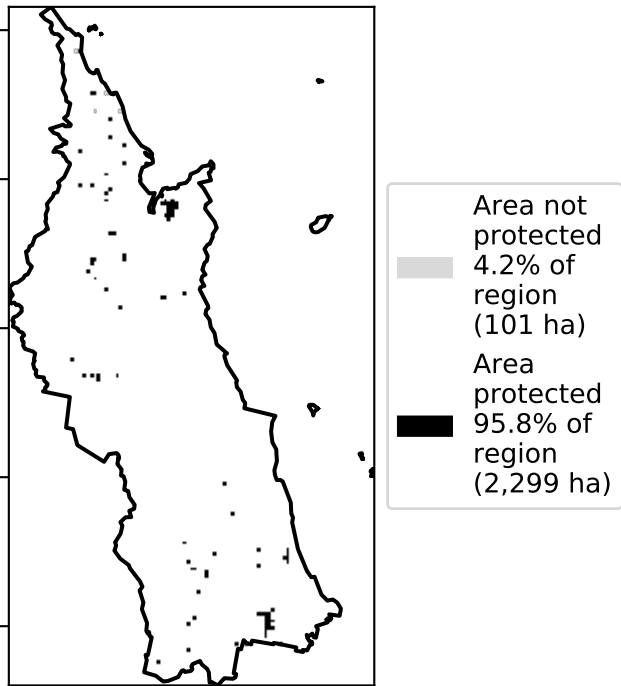 Area not
protected
4.2% of
region
(101 ha)
Area
protected
95.8% of
region
(2,299 ha)